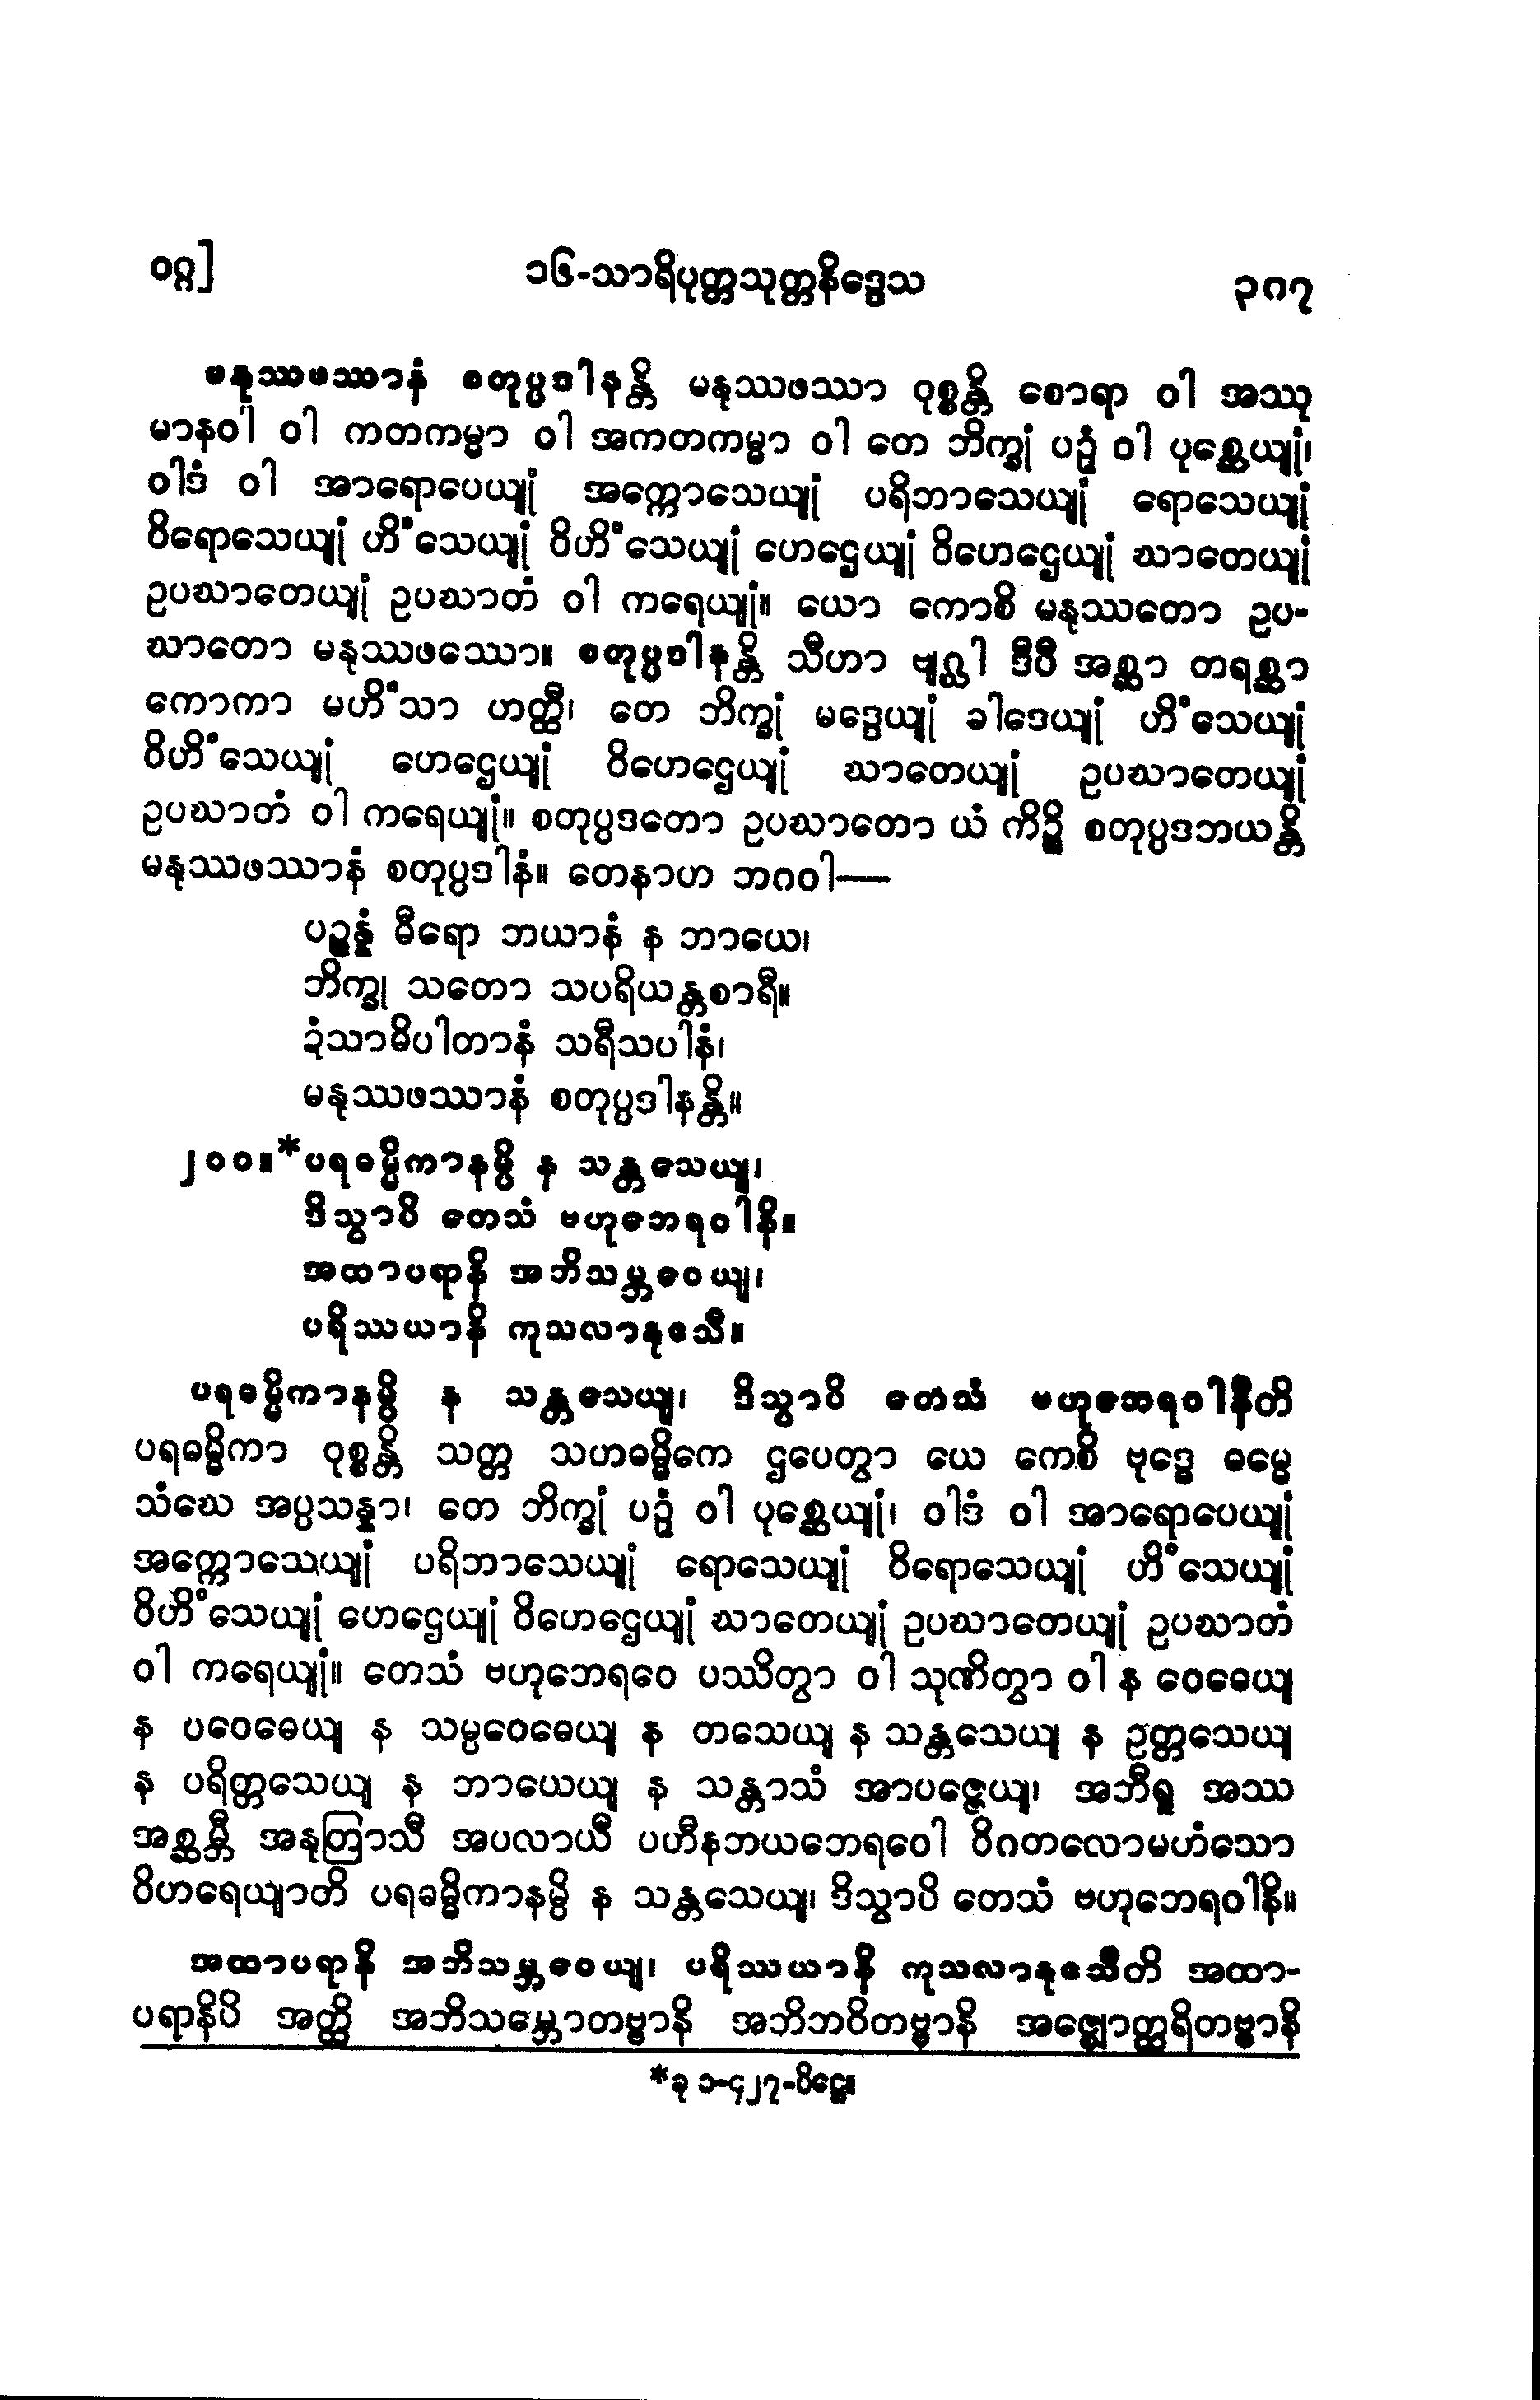 ဝဂ္ဂ]
၁၆-သာရိပုတ္တသုတ္တနိဒ္ဒေသ
၃၈၇
မနုဿဖဿာနံ စတုပ္ပဒါနန္တိ မနုဿဖဿာ ဝုစ္စန္တိ စောရာ ဝါ အဿု
မာနဝါ ဝါ ကတကမ္မာ ဝါ အကတကမ္မာ ဝါ တေ ဘိက္ခုံ ပဉှံ ဝါ ပုစ္ဆေယျုံ၊
ဝါဒံ ဝါ အာရောပေယျုံ အက္ကောသေယျုံ ပရိဘာသေယျုံ ရောသေယျုံ
ဝိရောသေယျုံ ဟိံသေယျုံ ဝိဟိံသေယျုံ ဟေဌေယျုံ ဝိဟေဌေယျုံ ဃာတေယျုံ
ဥပဃာတေယျုံ ဥပဃာတံ ဝါ ကရေယျုံ။ ယော ကောစိ မနုဿတော ဥပ-
ဃာတော မနုဿဖဿော။ စတုပ္ပဒါနန္တိ သီဟာ ဗျဂ္ဃါ ဒီပီ အစ္ဆာ တရစ္ဆာ
ကောကာ မဟိံသာ ဟတ္ထီ၊ တေ ဘိက္ခုံ မဒ္ဒေယျုံ ခါဒေယျုံ ဟိံသေယျုံ
ဝိဟိံသေယျုံ ဟေဌေယျုံ ဝိဟေဌေယျုံ ဃာတေယျုံ ဥပဃာတေယျုံ
ဥပဃာတံ ဝါ ကရေယျုံ။ စတုပ္ပဒတော ဥပဃာတော ယံ ကိဉ္စိ စတုပ္ပဒဘယန္တိ
မနုဿဖဿာနံ စတုပ္ပဒါနံ။ တေနာဟ ဘဂဝါ—
ပဉ္စန္နံ ဓီရော ဘယာနံ န ဘာယေ၊
ဘိက္ခု သတော သပရိယန္တစာရီ။
ဍံသာဓိပါတာနံ သရီသပါနံ၊
မနုဿဖဿာနံ စတုပ္ပဒါနန္တိ။
၂၀၀။*ပရဓမ္မိကာနမ္ပိ န သန္တသေယျ၊
ဒိသွာပိ တေသံ ဗဟုဘေရဝါနိ။
အထာပရာနိ အဘိသမ္ဘဝေယျ၊
ပရိဿယာနိ ကုသလာနုဧသီ။
ပရဓမ္မိကာနမ္ပိ န သန္တသေယျ၊ ဒိသွာပိ တေသံ ဗဟုဘေရဝါနီတိ
ပရဓမ္မိကာ ဝုစ္စန္တိ သတ္တ သဟဓမ္မိကေ ဌပေတွာ ယေ ကေစိ ဗုဒ္ဓေ ဓမ္မေ
သံဃေ အပ္ပသန္နာ၊ တေ ဘိက္ခုံ ပဉှံ ဝါ ပုစ္ဆေယျုံ၊ ဝါဒံ ဝါ အာရောပေယျုံ
အက္ကောသေယျုံ ပရိဘာသေယျုံ ရောသေယျုံ ဝိရောသေယျုံ ဟိံသေယျုံ
ဝိဟိံသေယျုံ ဟေဌေယျုံ ဝိဟေဌေယျုံ ဃာတေယျုံ ဥပဃာတေယျုံ ဥပဃာတံ
ဝါ ကရေယျုံ။ တေသံ ဗဟုဘေရဝေ ပဿိတွာ ဝါ သုဏိတွာ ဝါ န ဝေဓေယျ
န ပဝေဓေယျ န သမ္ပဝေဓေယျ န တသေယျ န သန္တသေယျ န ဥတ္တသေယျ
န ပရိတ္တသေယျ န ဘာယေယျ န သန္တာသံ အာပဇ္ဇေယျ၊ အဘီရူ အဿ
အစ္ဆမ္ဘီ အနုတြာသီ အပလာယီ ပဟီနဘယဘေရဝေါ ဝိဂတလောမဟံသော
ဝိဟရေယျာတိ ပရဓမ္မိကာနမ္ပိ န သန္တသေယျ၊ ဒိသွာပိ တေသံ ဗဟုဘေရဝါနိ။
အထာပရာနိ အဘိသမ္ဘဝေယျ၊ ပရိဿယာနိ ကုသလာနုဧသီတိ အထာ-
ပရာနိပိ အတ္ထိ အဘိသမ္ဘောတဗ္ဗာနိ အဘိဘဝိတဗ္ဗာနိ အဇ္ဈောတ္ထရိတဗ္ဗာနိ
*ခု ၁-၄၂၇-ပိဋ္ဌေ။